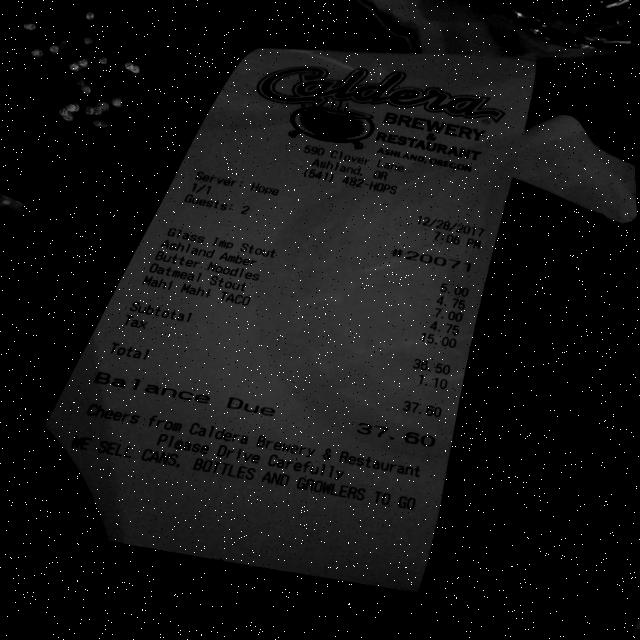 Caldera
BREWERY
RESTAURANT
ASHLAND, OREGON
590 Clover Lane
Ashland, OR
(541) 482-HOPS
Server: Hope 12/28/2017
1/1 7:08 PM
Guests: 2
#20071
Glass Imp Stout 5.00
Ashland Amber 4.75
Butter Noodles 7.00
Oatmeal Stout 4.75
Mahi Mahi TACO 15.00
Subtotal 36.50
Tax 1.10
Total 37.60
Balance Due 37.60
Cheers from Caldera Brewery & Restaurant
Please Drive Carefully
WE SELL CANS, BOTTLES AND GROWLERS TO GO